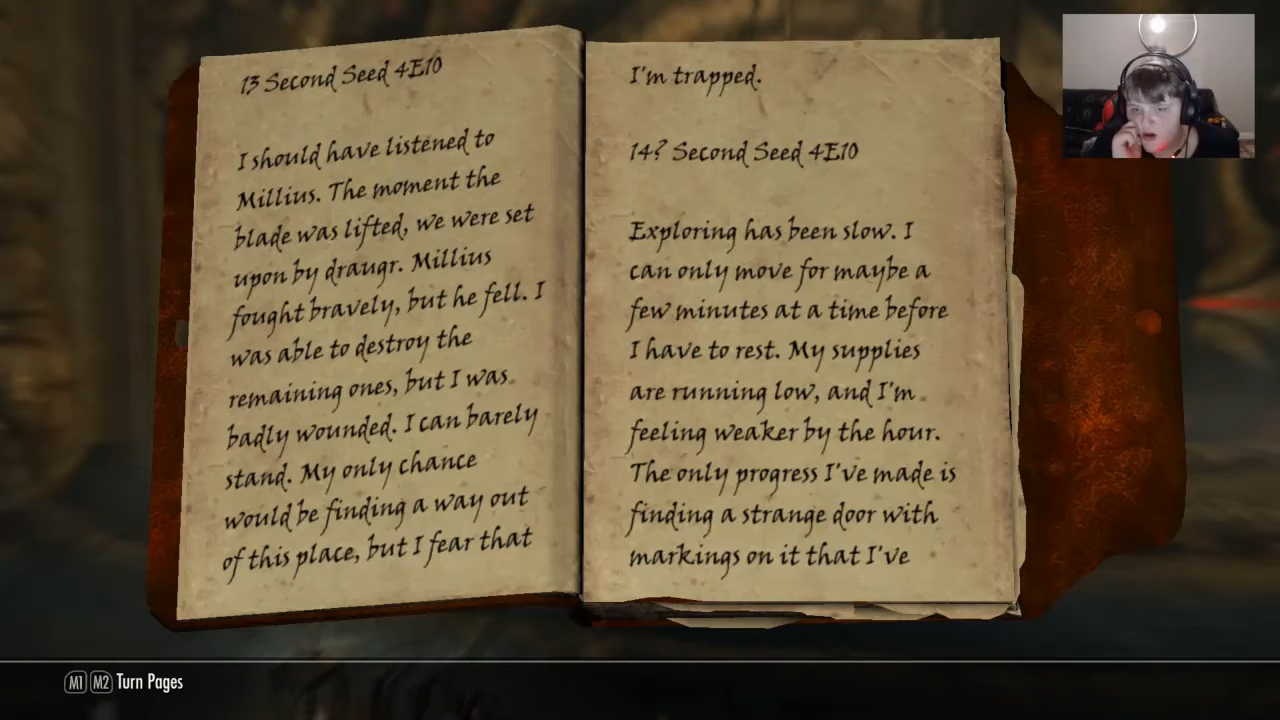 13 Second Seed 4E10
I should have listened to
Millius. The moment the
blade was lifted, we were set
upon by draugr. Millius
fought bravely, but he fell. I
was able to destroy the
remaining ones, but I was
badly wounded. I can barely
stand. My only chance
would be finding a way out
of this place, but I fear that
I'm trapped.
14? Second Seed 4E10
Exploring has been slow. I
can only move for maybe a
few minutes at a time before
I have to rest. My supplies
are running low, and I'm
feeling weaker by the hour.
The only progress I've made is
finding a strange door with
markings on it that I've
M1 M2 Turn Pages